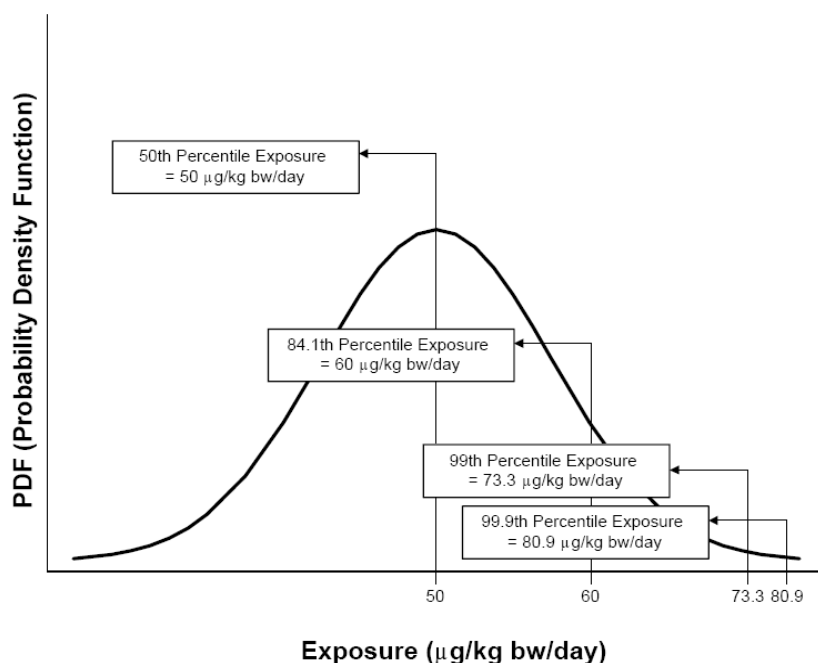 PDF (Probability Density Function)
50th Percentile Exposure
= 50 μg/kg bw/day
84.1th Percentile Exposure
= 60 μg/kg bw/day
99th Percentile Exposure
= 73.3 μg/kg bw/day
99.9th Percentile Exposure
= 80.9 μg/kg bw/day
50 60 73.3 80.9
Exposure (μg/kg bw/day)